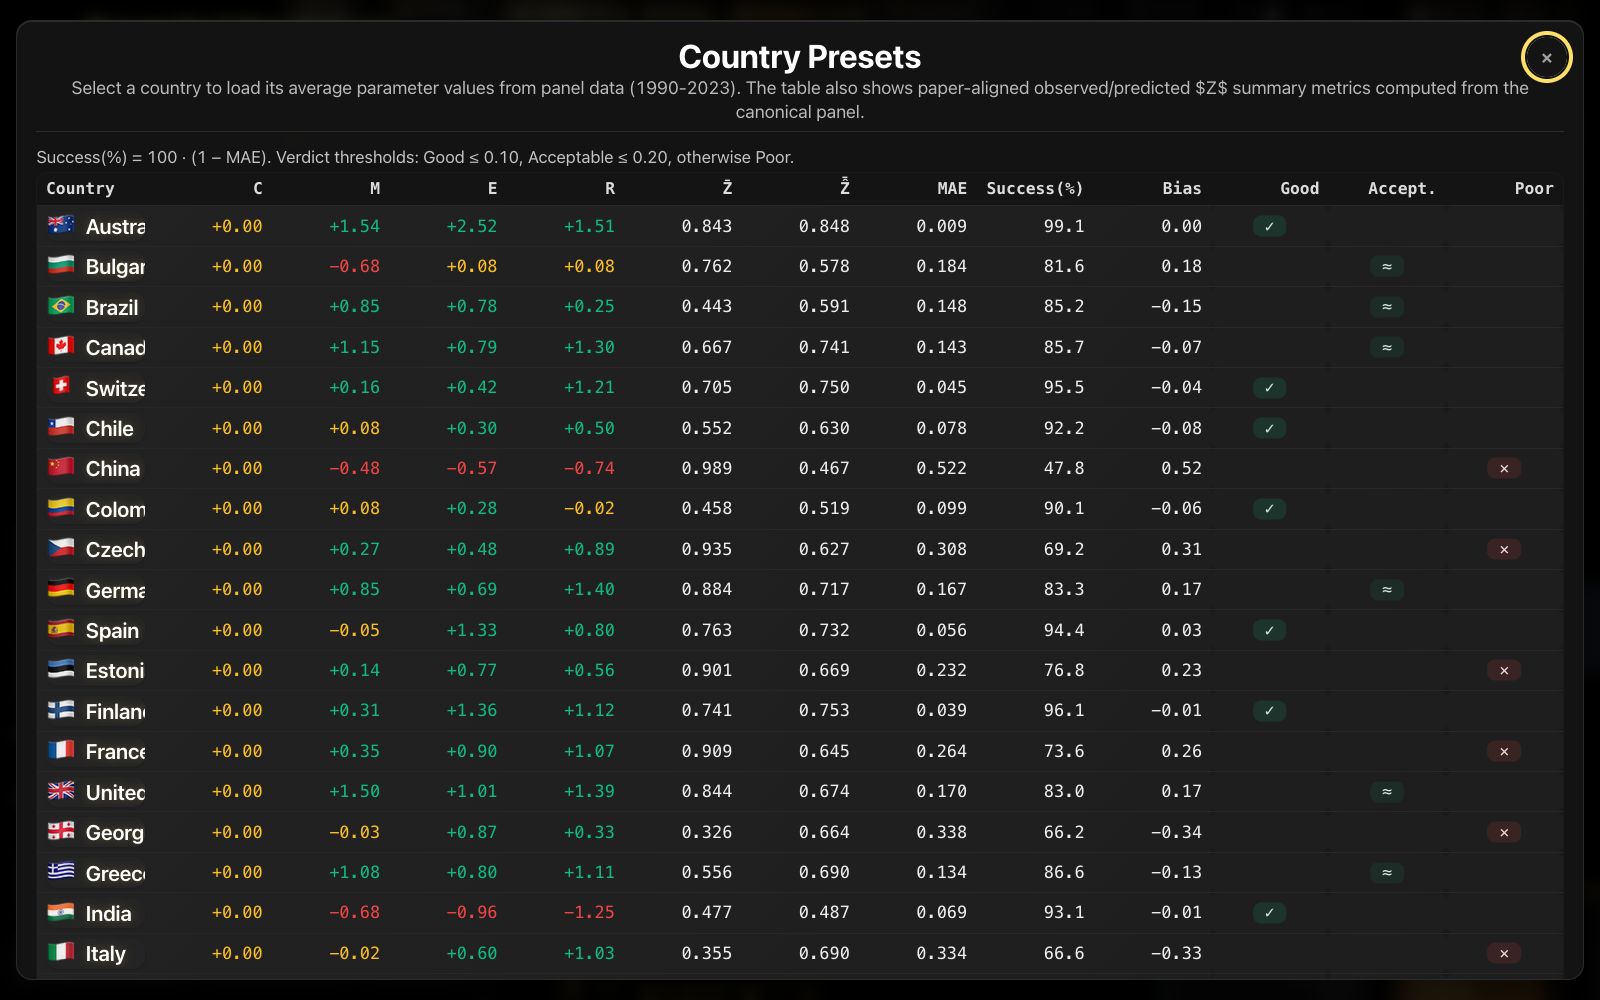 Country Presets
×
Select a country to load its average parameter values from panel data (1990-2023). The table also shows paper-aligned observed/predicted $Z$ summary metrics computed from the
canonical panel.
Success(%) = 100 · (1 − MAE). Verdict thresholds: Good ≤ 0.10, Acceptable ≤ 0.20, otherwise Poor.
Country C M E R Z̄ Ẑ̄ MAE Success(%) Bias Good Accept. Poor
Austra +0.00 +1.54 +2.52 +1.51 0.843 0.848 0.009 99.1 0.00 ✓
Bulgar +0.00 −0.68 +0.08 +0.08 0.762 0.578 0.184 81.6 0.18 ≈
Brazil +0.00 +0.85 +0.78 +0.25 0.443 0.591 0.148 85.2 −0.15 ≈
Canad +0.00 +1.15 +0.79 +1.30 0.667 0.741 0.143 85.7 −0.07 ≈
Switze +0.00 +0.16 +0.42 +1.21 0.705 0.750 0.045 95.5 −0.04 ✓
Chile +0.00 +0.08 +0.30 +0.50 0.552 0.630 0.078 92.2 −0.08 ✓
China +0.00 −0.48 −0.57 −0.74 0.989 0.467 0.522 47.8 0.52 ×
Colom +0.00 +0.08 +0.28 −0.02 0.458 0.519 0.099 90.1 −0.06 ✓
Czech +0.00 +0.27 +0.48 +0.89 0.935 0.627 0.308 69.2 0.31 ×
Germa +0.00 +0.85 +0.69 +1.40 0.884 0.717 0.167 83.3 0.17 ≈
Spain +0.00 −0.05 +1.33 +0.80 0.763 0.732 0.056 94.4 0.03 ✓
Estoni +0.00 +0.14 +0.77 +0.56 0.901 0.669 0.232 76.8 0.23 ×
Finlan +0.00 +0.31 +1.36 +1.12 0.741 0.753 0.039 96.1 −0.01 ✓
France +0.00 +0.35 +0.90 +1.07 0.909 0.645 0.264 73.6 0.26 ×
United +0.00 +1.50 +1.01 +1.39 0.844 0.674 0.170 83.0 0.17 ≈
Georg +0.00 −0.03 +0.87 +0.33 0.326 0.664 0.338 66.2 −0.34 ×
Greec +0.00 +1.08 +0.80 +1.11 0.556 0.690 0.134 86.6 −0.13 ≈
India +0.00 −0.68 −0.96 −1.25 0.477 0.487 0.069 93.1 −0.01 ✓
Italy +0.00 −0.02 +0.60 +1.03 0.355 0.690 0.334 66.6 −0.33 ×